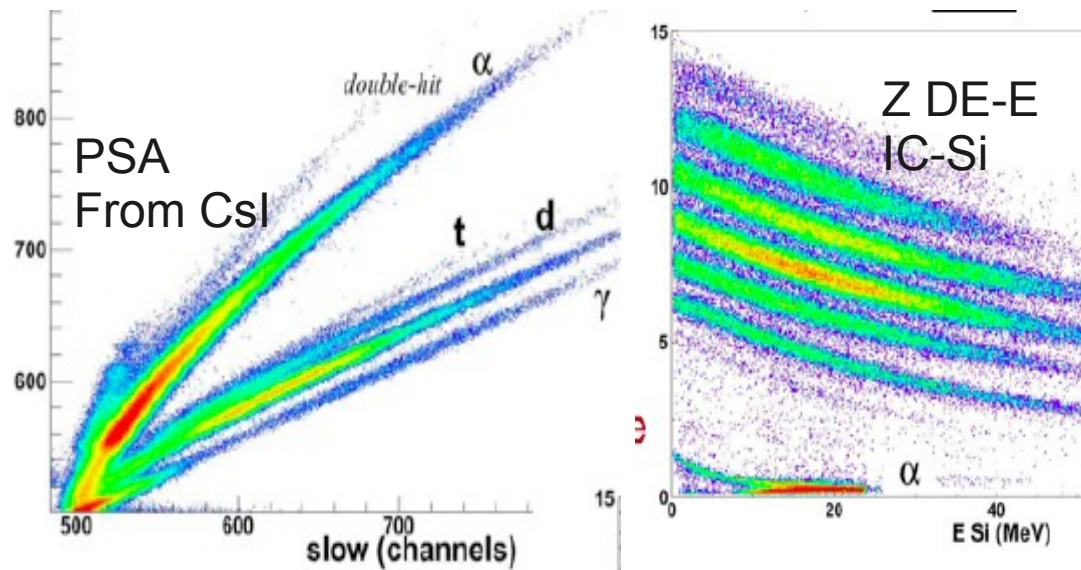 double-hit
α
800
PSA
From CsI
700
t
d
γ
600
500
600
700
slow (channels)
15
15
Z DE-E
IC-Si
10
5
e
α
0
0
20
40
E Si (MeV)